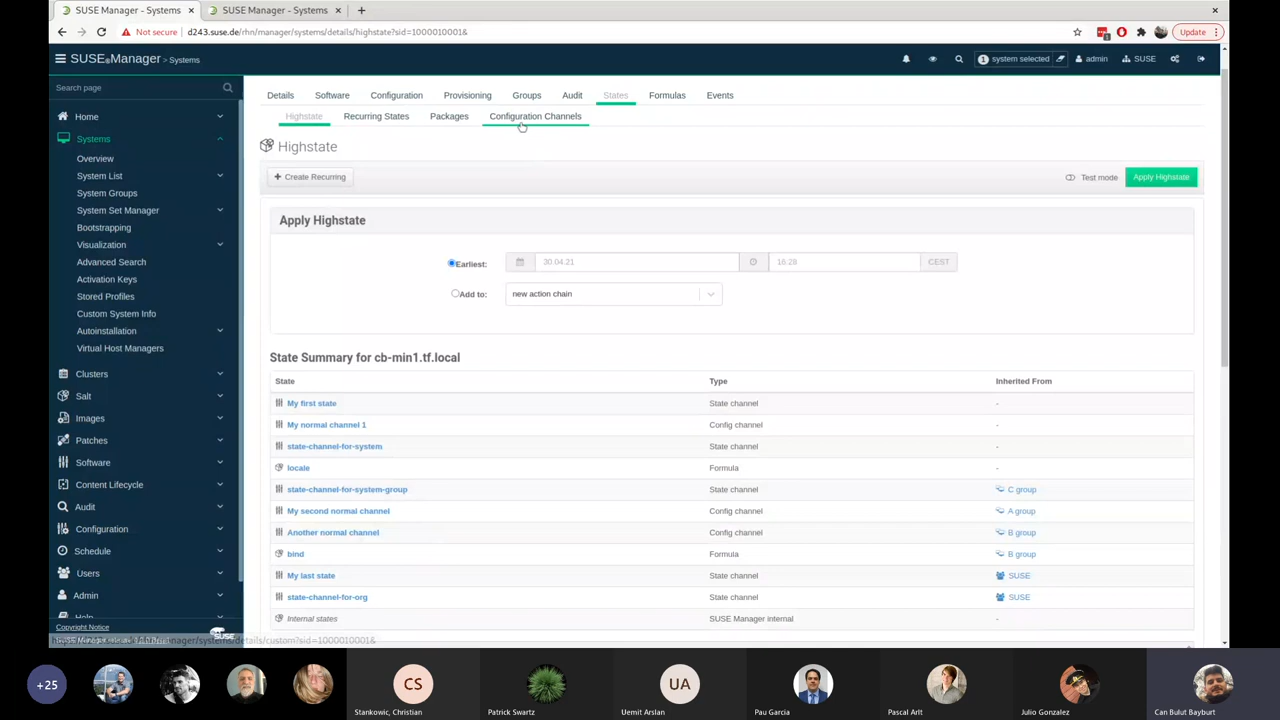 SUSE Manager - Systems × SUSE Manager - Systems × +
Not secure d243.suse.de/rhn/manager/systems/details/highstate?sid=1000010001& Update
SUSE Manager > Systems 1 system selected admin SUSE
Search page
Home
Systems
Overview
System List
System Groups
System Set Manager
Bootstrapping
Visualization
Advanced Search
Activation Keys
Stored Profiles
Custom System Info
Autoinstallation
Virtual Host Managers
Clusters
Salt
Images
Patches
Software
Content Lifecycle
Audit
Configuration
Schedule
Users
Admin
Help
Copyright Notice
Details Software Configuration Provisioning Groups Audit States Formulas Events
Highstate Recurring States Packages Configuration Channels
Highstate
+ Create Recurring Test mode Apply Highstate
Apply Highstate
Earliest: 30.04.21 16:28 CEST
Add to: new action chain
State Summary for cb-min1.tf.local
State Type Inherited From
My first state State channel -
My normal channel 1 Config channel -
state-channel-for-system State channel -
locale Formula -
state-channel-for-system-group State channel C group
My second normal channel Config channel A group
Another normal channel Config channel B group
bind Formula B group
My last state State channel SUSE
state-channel-for-org State channel SUSE
Internal states SUSE Manager internal -
+25
CS
UA
Stankovic, Christian
Patrick Swartz
Uemit Arslan
Pau Garcia
Pascal Arlt
Julio Gonzalez
Can Bulut Bayburt